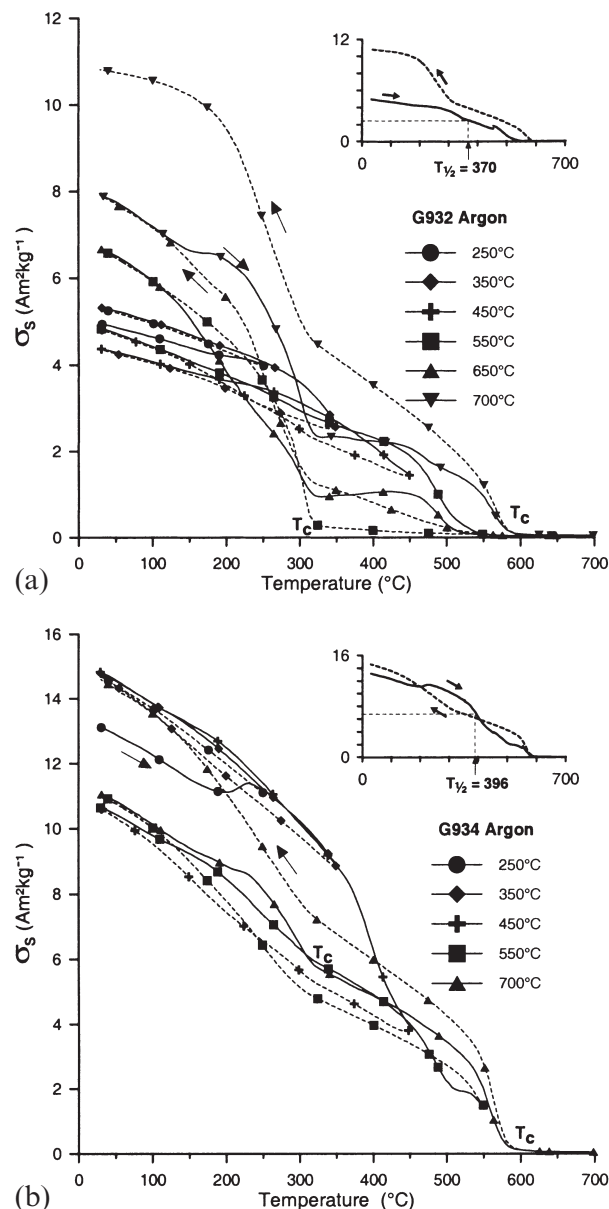 12
10
8
6
4
2
0
σs (Am²kg⁻¹)
12
6
0
700
T½ = 370
G932 Argon
250°C
350°C
450°C
550°C
650°C
700°C
Tc
Tc
0 100 200 300 400 500 600 700
(a) Temperature (°C)
16
14
12
10
8
6
4
2
0
σs (Am²kg⁻¹)
16
8
0
700
T½ = 396
G934 Argon
250°C
350°C
450°C
550°C
700°C
Tc
Tc
0 100 200 300 400 500 600 700
(b) Temperature (°C)